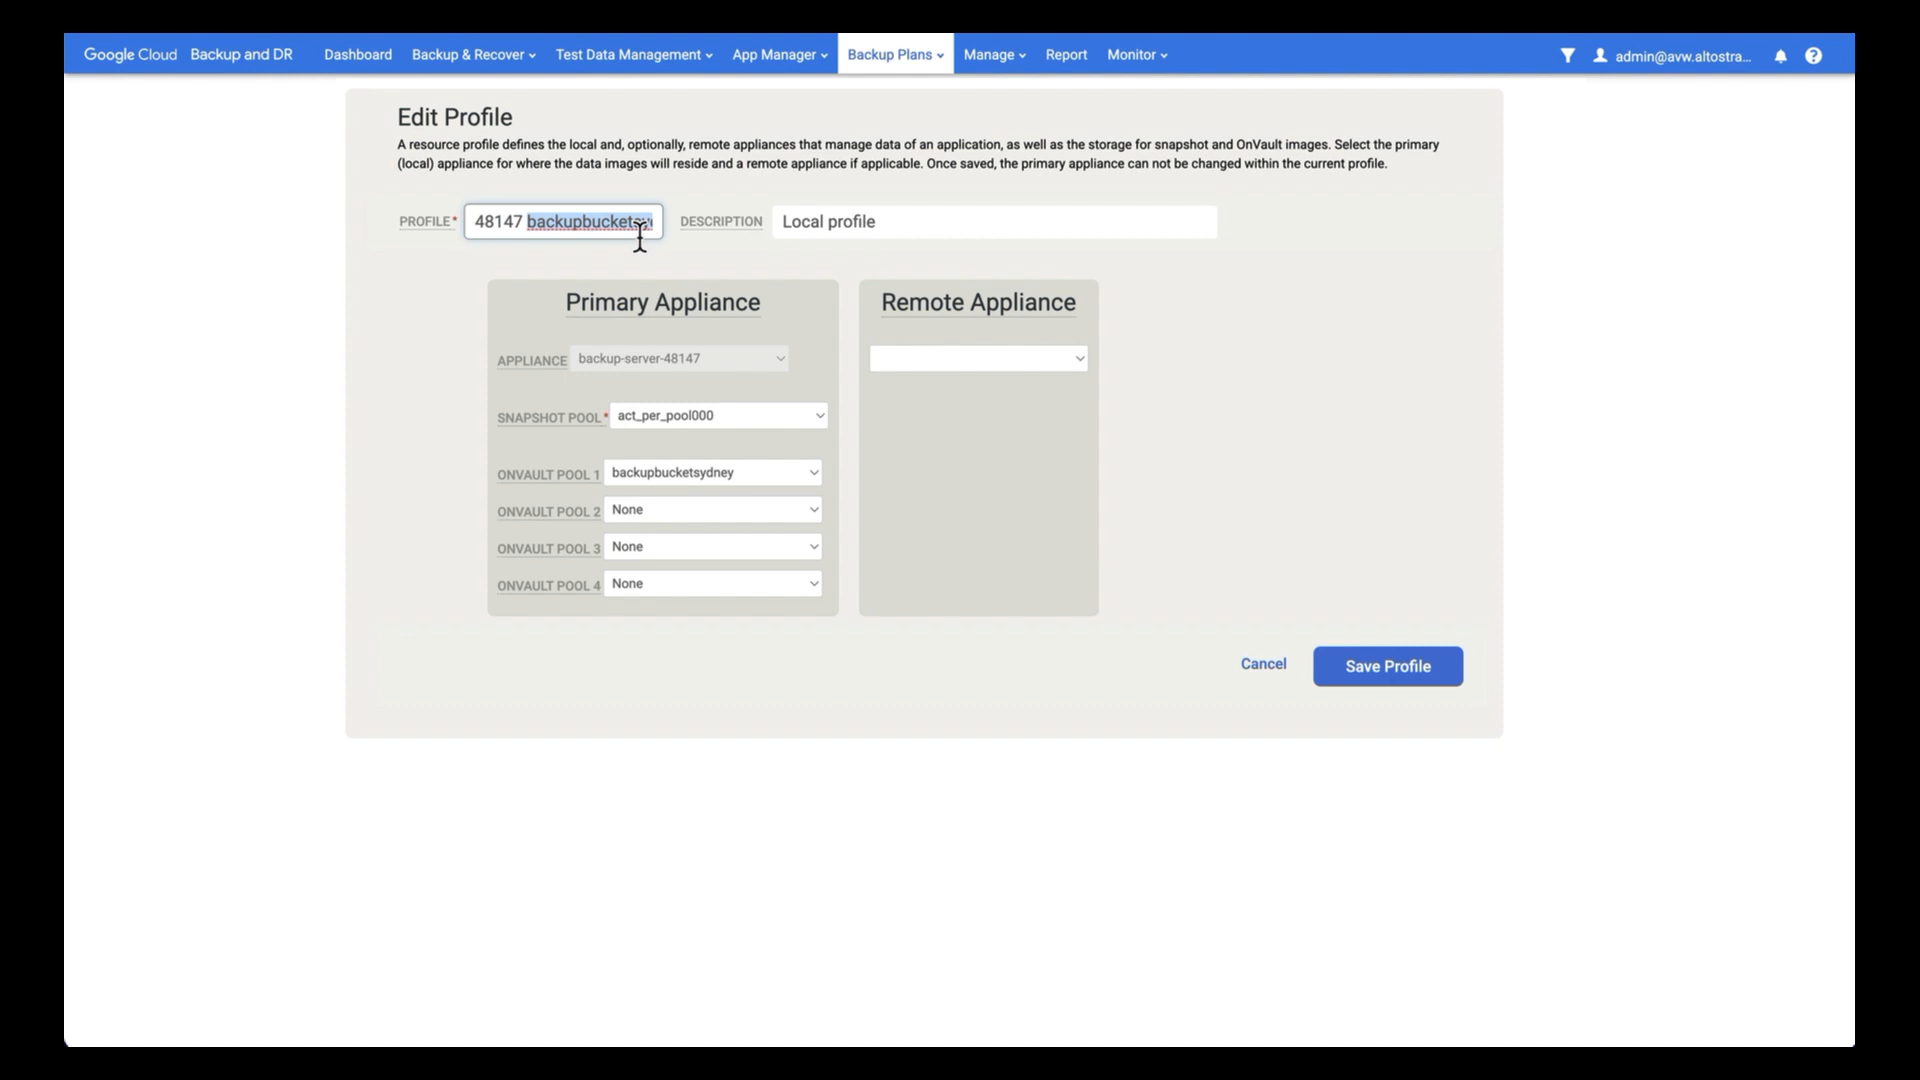 Google Cloud Backup and DR Dashboard Backup & Recover Test Data Management App Manager Backup Plans Manage Report Monitor admin@avw.altostra...
Edit Profile
A resource profile defines the local and, optionally, remote appliances that manage data of an application, as well as the storage for snapshot and OnVault images. Select the primary
(local) appliance for where the data images will reside and a remote appliance if applicable. Once saved, the primary appliance can not be changed within the current profile.
PROFILE* 48147 backupbucketsy DESCRIPTION Local profile
Primary Appliance
APPLIANCE backup-server-48147
SNAPSHOT POOL* act_per_pool000
ONVAULT POOL 1 backupbucketsydney
ONVAULT POOL 2 None
ONVAULT POOL 3 None
ONVAULT POOL 4 None
Remote Appliance
Cancel Save Profile